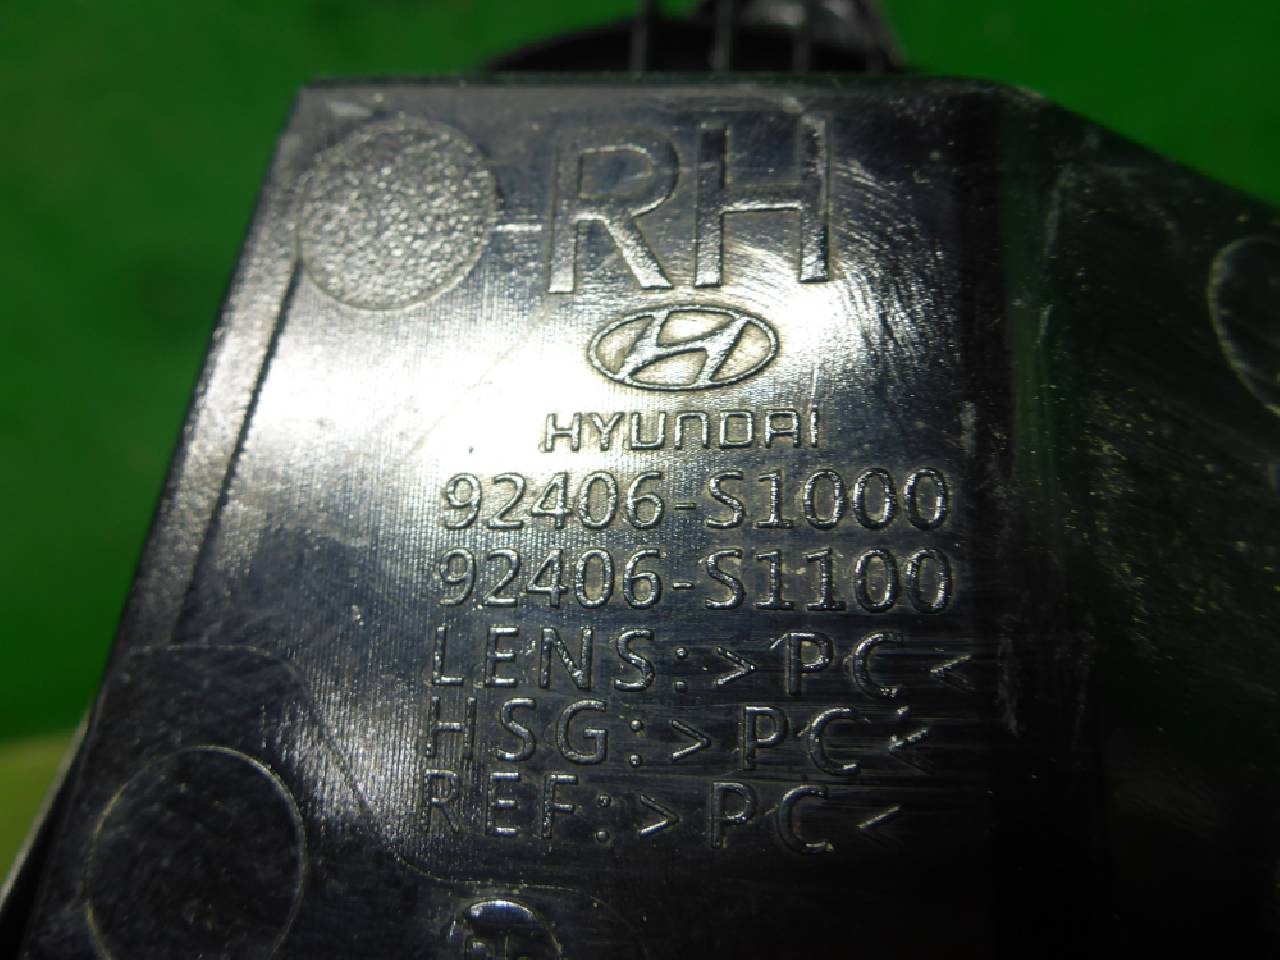 RH
HYUNDAI
92406-S1000
92406-S1100
LENS:>PC<
HSG:>PC<
REF:>PC<